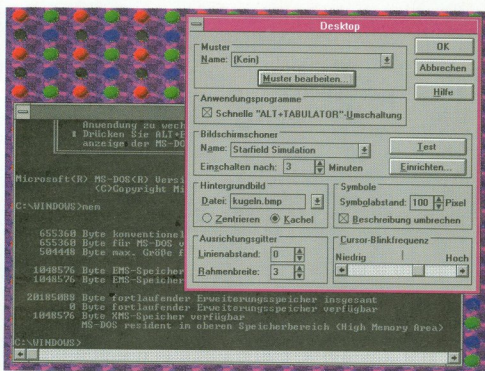 Desktop
Muster
Name: (Kein)
Muster bearbeiten...
OK
Abbrechen
Hilfe
Anwendungsprogramme
Schnelle "ALT+TABULATOR"-Umschaltung
Bildschirmschoner
Name: Starfield Simulation
Test
Einschalten nach: 3 Minuten
Einrichten...
Hintergrundbild
Datei: kugeln.bmp
Zentrieren Kachel
Symbole
Symbolabstand: 100 Pixel
Beschreibung umbrechen
Ausrichtungsgitter
Linienabstand: 0
Rahmenbreite: 3
Cursor-Blinkfrequenz
Niedrig Hoch
Anwendung zu wech
Drücken Sie ALT+E
anzeige der MS-DO
Microsoft(R) MS-DOS(R) Versi
(C)Copyright Mi
C:\WINDOWS>mem
655360 Byte konventionel
655360 Byte für MS-DOS v
504448 Byte max. Größe f
1048576 Byte EMS-Speicher
1048576 Byte EMS-Speicher
20185088 Byte fortlaufender Erweiterungsspeicher insgesamt
0 Byte fortlaufender Erweiterungsspeicher verfügbar
1048576 Byte XMS-Speicher verfügbar
MS-DOS resident im oberen Speicherbereich (High Memory Area)
C:\WINDOWS>